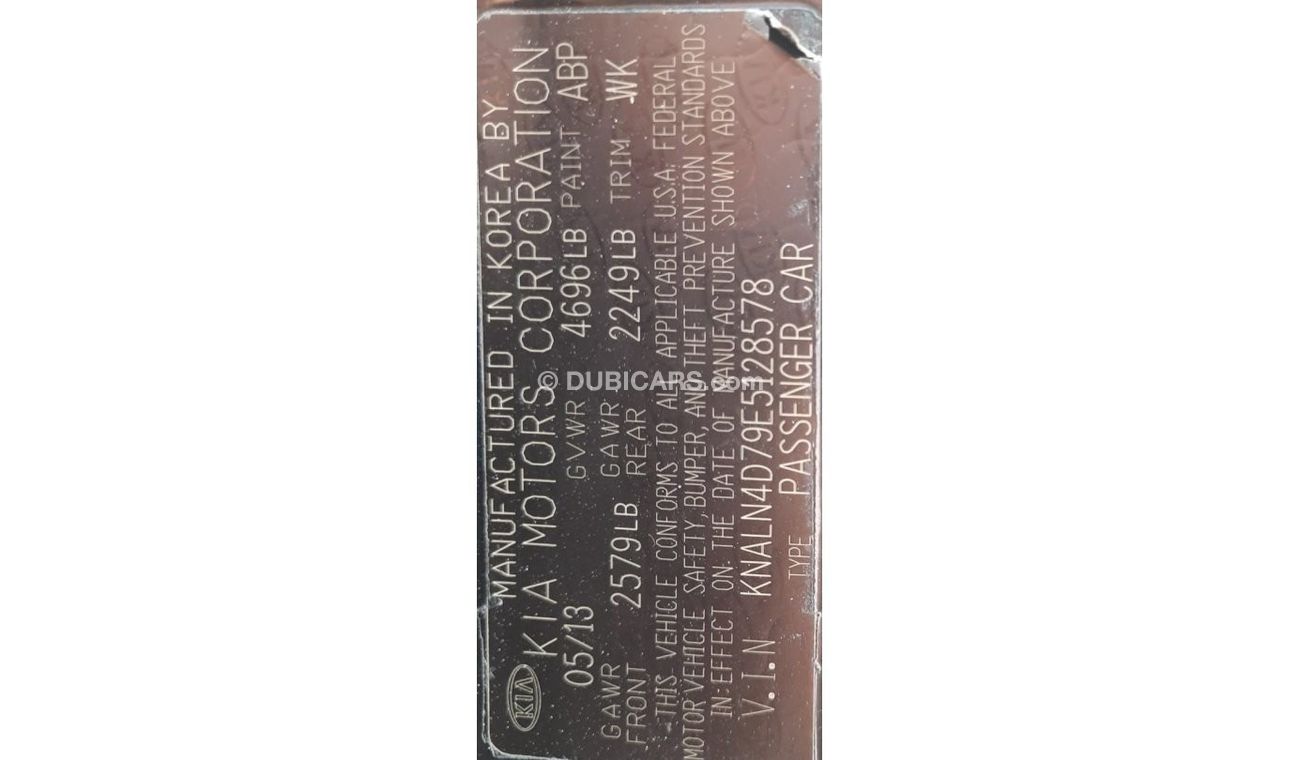 KIA
MANUFACTURED IN KOREA BY
KIA MOTORS CORPORATION
05/13 GVWR 4696LB PAINT ABP
GAWR FRONT 2579LB GAWR REAR 2249LB TRIM WK
THIS VEHICLE CONFORMS TO ALL APPLICABLE U.S.A. FEDERAL
MOTOR VEHICLE SAFETY, BUMPER, AND THEFT PREVENTION STANDARDS
IN EFFECT ON THE DATE OF MANUFACTURE SHOWN ABOVE
V.I.N KNALN4D79E5128578
TYPE PASSENGER CAR
© DUBICARS.com